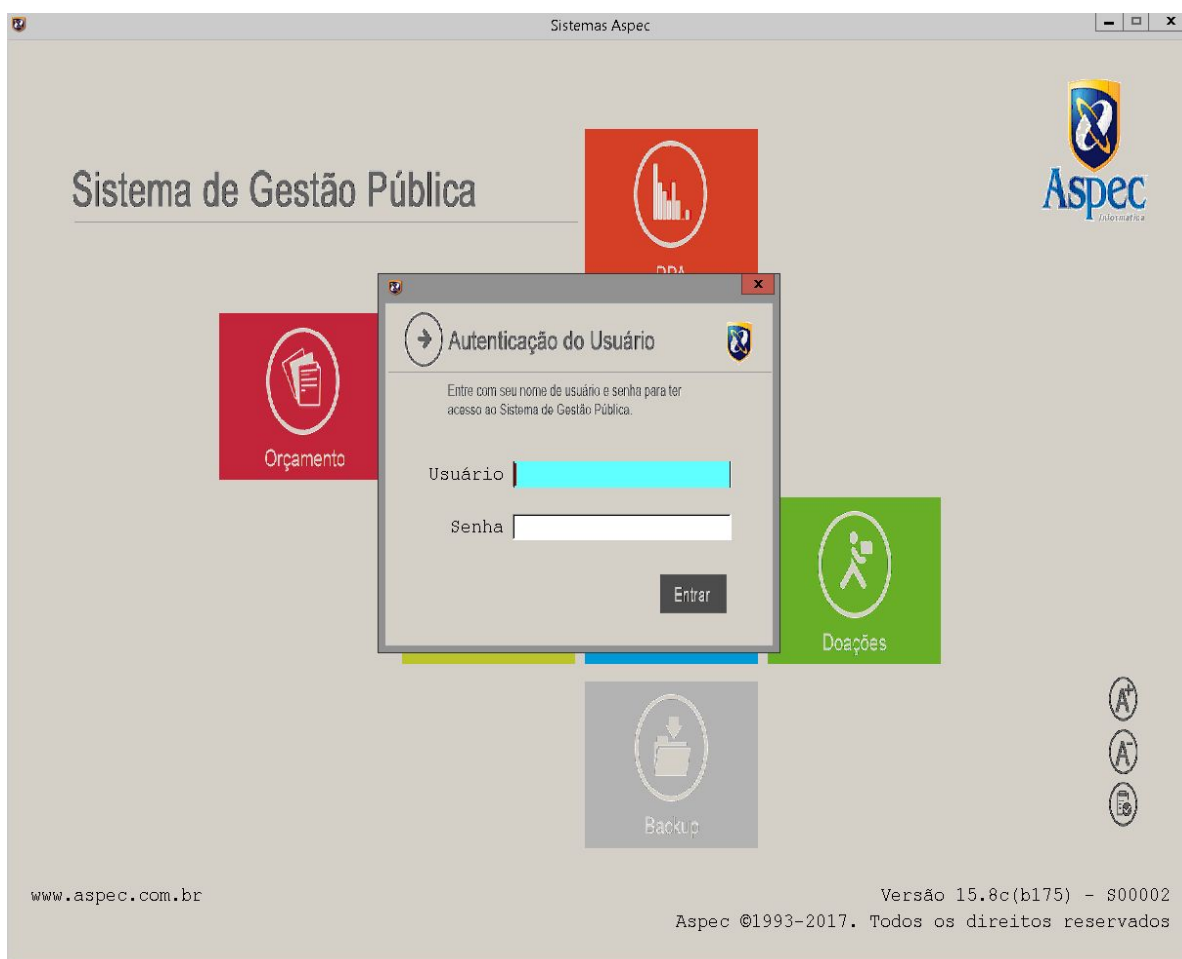 Sistemas Aspec
Sistema de Gestão Pública
Aspec
Informática
Autenticação do Usuário
Entre com seu nome de usuário e senha para ter
acesso ao Sistema de Gestão Pública.
Orçamento
Usuário
Senha
Entrar
Doações
A+
A-
Backup
www.aspec.com.br
Versão 15.8c(b175) - S00002
Aspec ©1993-2017. Todos os direitos reservados